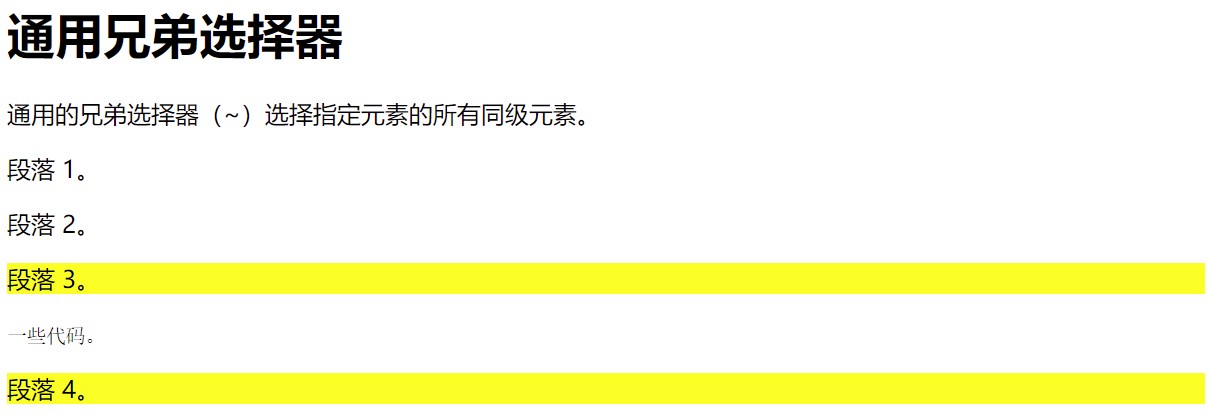 通用兄弟选择器
通用的兄弟选择器（~）选择指定元素的所有同级元素。
段落 1。
段落 2。
段落 3。
一些代码。
段落 4。